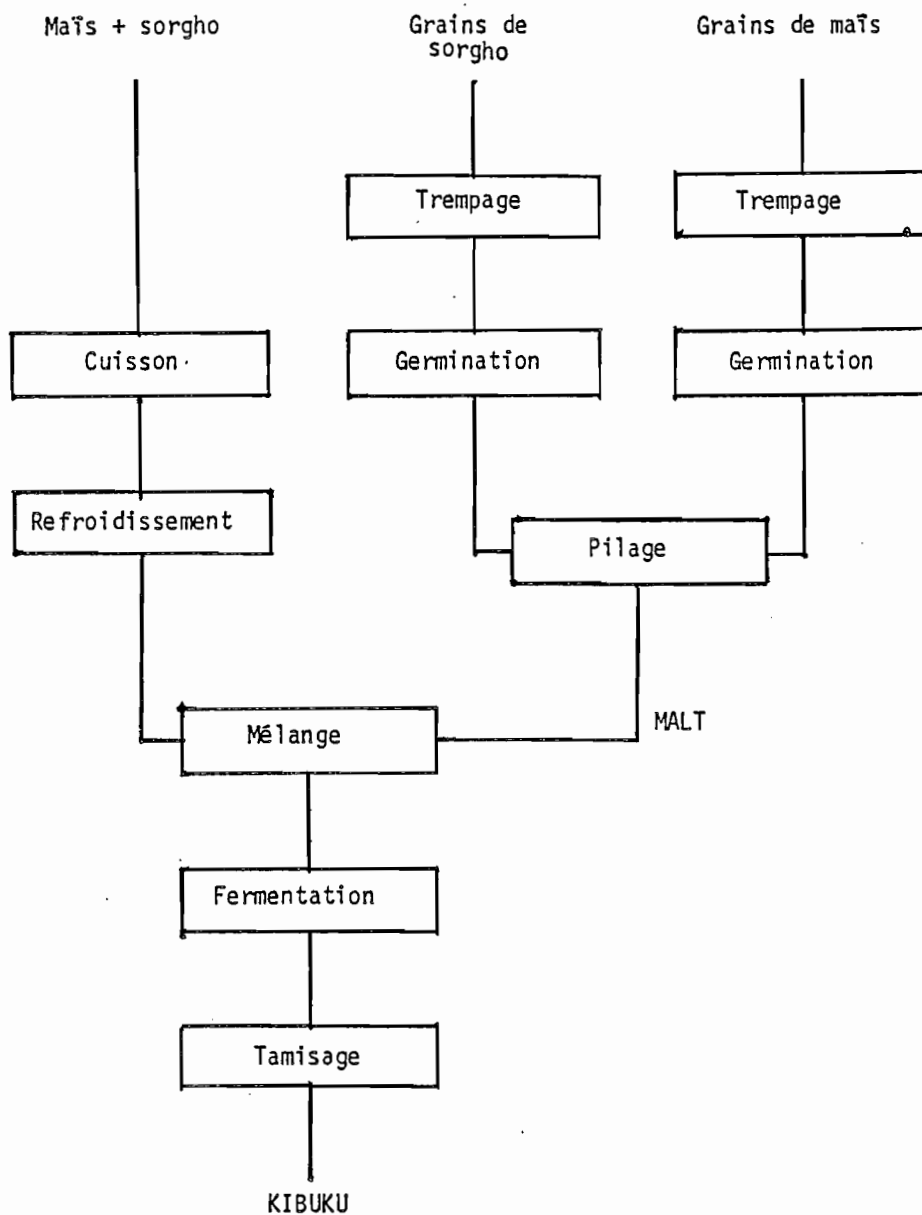 Maïs + sorgho
Grains de
sorgho
Grains de maïs
Trempage
Trempage
Cuisson
Germination
Germination
Refroidissement
Pilage
Mélange
MALT
Fermentation
Tamisage
KIBUKU